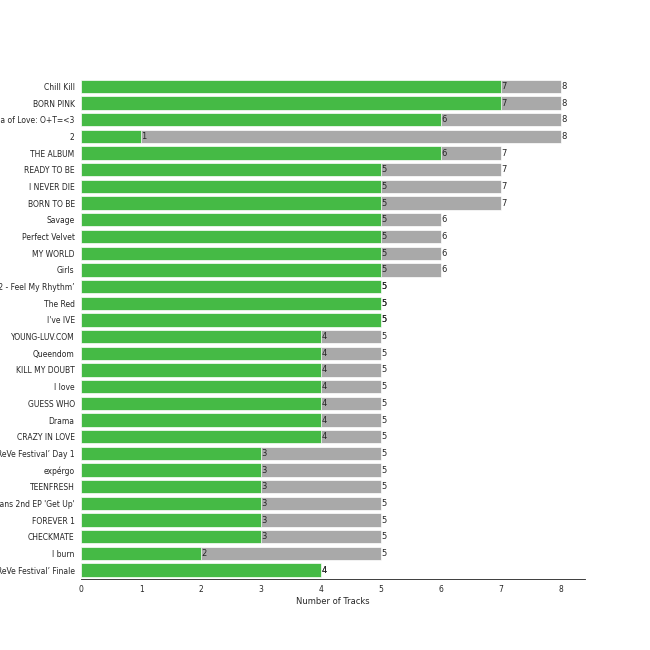 Chill Kill 7 8
BORN PINK 7 8
a of Love: O+T=<3 6 8
2 1 8
THE ALBUM 6 7
READY TO BE 5 7
I NEVER DIE 5 7
BORN TO BE 5 7
Savage 5 6
Perfect Velvet 5 6
MY WORLD 5 6
Girls 5 6
2 - Feel My Rhythm' 5
The Red 5
I've IVE 5
YOUNG-LUV.COM 4 5
Queendom 4 5
KILL MY DOUBT 4 5
I love 4 5
GUESS WHO 4 5
Drama 4 5
CRAZY IN LOVE 4 5
ReVe Festival' Day 1 3 5
expérgo 3 5
TEENFRESH 3 5
ans 2nd EP 'Get Up' 3 5
FOREVER 1 3 5
CHECKMATE 3 5
I burn 2 5
ReVe Festival' Finale 4
0 1 2 3 4 5 6 7 8
Number of Tracks